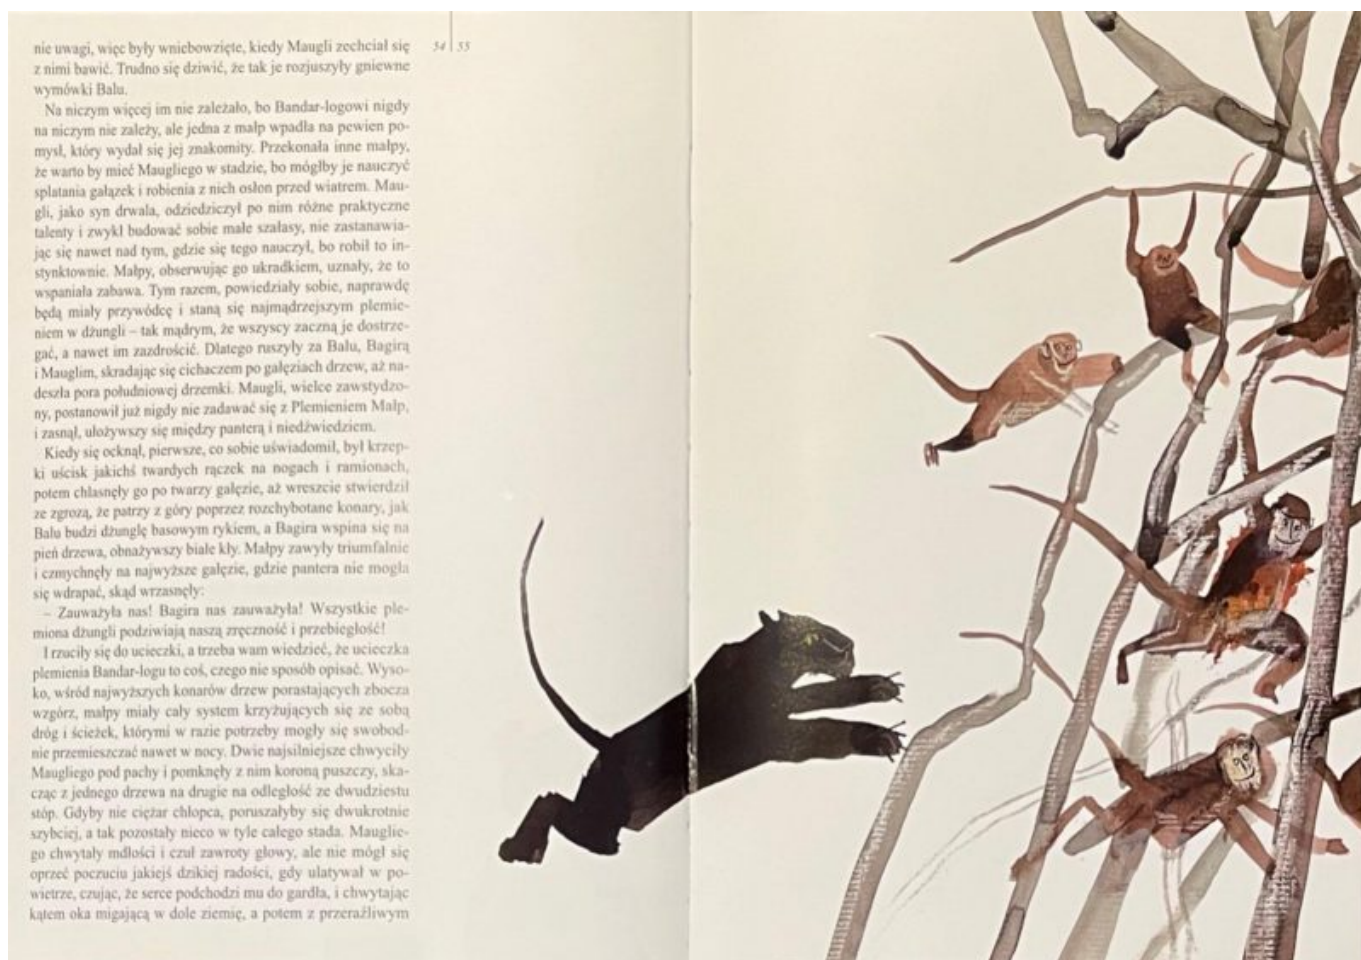 nie uwagi, więc były wniebowzięte, kiedy Maugli zechciał się
z nimi bawić. Trudno się dziwić, że tak je rozjuszyły gniewne
wymówki Balu.
Na niczym więcej im nie zależało, bo Bandar-logowi nigdy
na niczym nie zależy, ale jedna z małp wpadła na pewien po-
mysł, który wydał się jej znakomity. Przekonała inne małpy,
że warto by mieć Maugliego w stadzie, bo mógłby je nauczyć
splatania gałązek i robienia z nich osłon przed wiatrem. Mau-
gli, jako syn drwala, odziedziczył po nim różne praktyczne
talenty i zwykł budować sobie małe szałasy, nie zastanawia-
jąc się nawet nad tym, gdzie się tego nauczył, bo robił to in-
stynktownie. Małpy, obserwując go ukradkiem, uznały, że to
wspaniała zabawa. Tym razem, powiedziały sobie, naprawdę
będą miały przywódcę i staną się najmądrzejszym plemie-
niem w dżungli – tak mądrym, że wszyscy zaczną je dostrze-
gać, a nawet im zazdrościć. Dlatego ruszyły za Balu, Bagirą
i Mauglim, skradając się cichaczem po gałęziach drzew, aż na-
deszła pora południowej drzemki. Maugli, wielce zawstydzo-
ny, postanowił już nigdy nie zadawać się z Plemieniem Małp,
i zasnął, ułożywszy się między panterą i niedźwiedziem.
Kiedy się ocknął, pierwsze, co sobie uświadomił, był krzep-
ki uścisk jakichś twardych rączek na nogach i ramionach,
potem chlasnęły go po twarzy gałęzie, aż wreszcie stwierdził
ze zgrozą, że patrzy z góry poprzez rozchybotane konary, jak
Balu budzi dżunglę basowym rykiem, a Bagira wspina się na
pień drzewa, obnażywszy białe kły. Małpy zawyły triumfalnie
i czmychnęły na najwyższe gałęzie, gdzie pantera nie mogła
się wdrapać, skąd wrzasnęły:
– Zauważyła nas! Bagira nas zauważyła! Wszystkie ple-
miona dżungli podziwiają naszą zręczność i przebiegłość!
I rzuciły się do ucieczki, a trzeba wam wiedzieć, że ucieczka
plemienia Bandar-logu to coś, czego nie sposób opisać. Wyso-
ko, wśród najwyższych konarów drzew porastających zbocza
wzgórz, małpy miały cały system krzyżujących się ze sobą
dróg i ścieżek, którymi w razie potrzeby mogły się swobod-
nie przemieszczać nawet w nocy. Dwie najsilniejsze chwyciły
Maugliego pod pachy i pomknęły z nim koroną puszczy, ska-
cząc z jednego drzewa na drugie na odległość ze dwudziestu
stóp. Gdyby nie ciężar chłopca, poruszałyby się dwukrotnie
szybciej, a tak pozostały nieco w tyle całego stada. Mauglie-
go chwytały mdłości i czuł zawroty głowy, ale nie mógł się
oprzeć poczuciu jakiejś dzikiej radości, gdy ulatywał w po-
wietrze, czując, że serce podchodzi mu do gardła, i chwytając
kątem oka migającą w dole ziemię, a potem z przeraźliwym
54 | 55